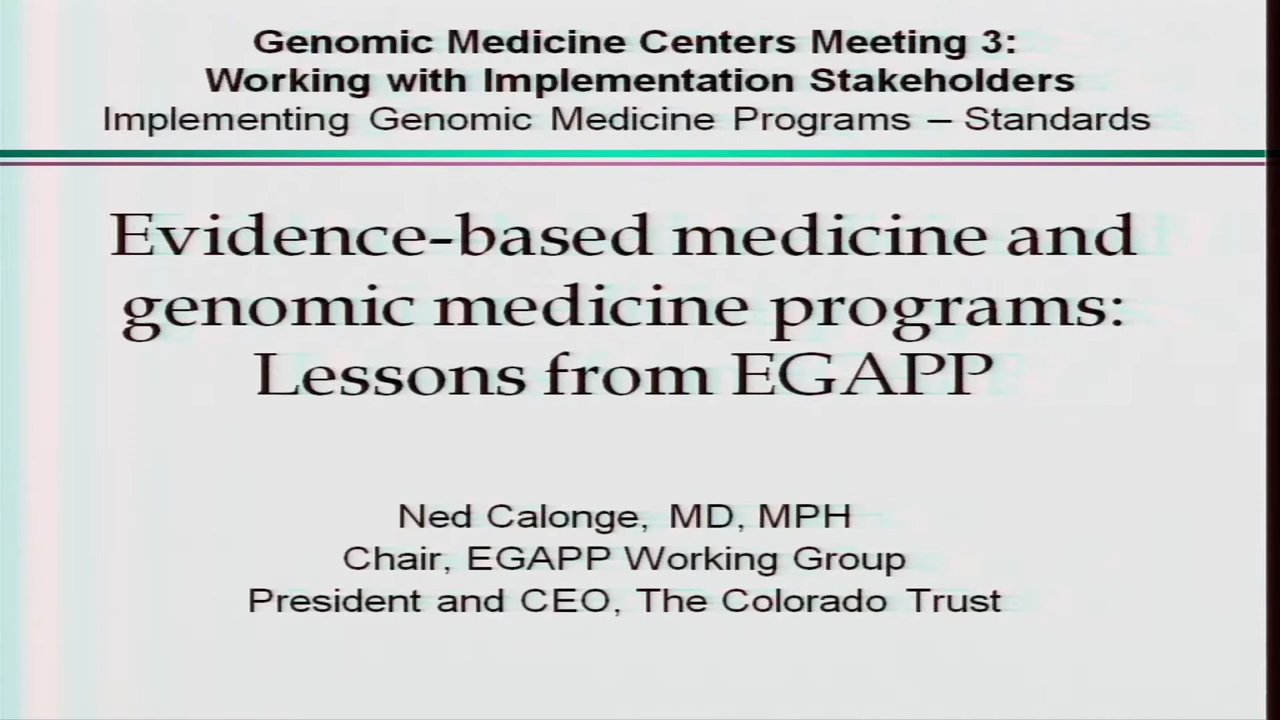 Genomic Medicine Centers Meeting 3:
Working with Implementation Stakeholders
Implementing Genomic Medicine Programs – Standards
Evidence-based medicine and
genomic medicine programs:
Lessons from EGAPP
Ned Calonge, MD, MPH
Chair, EGAPP Working Group
President and CEO, The Colorado Trust